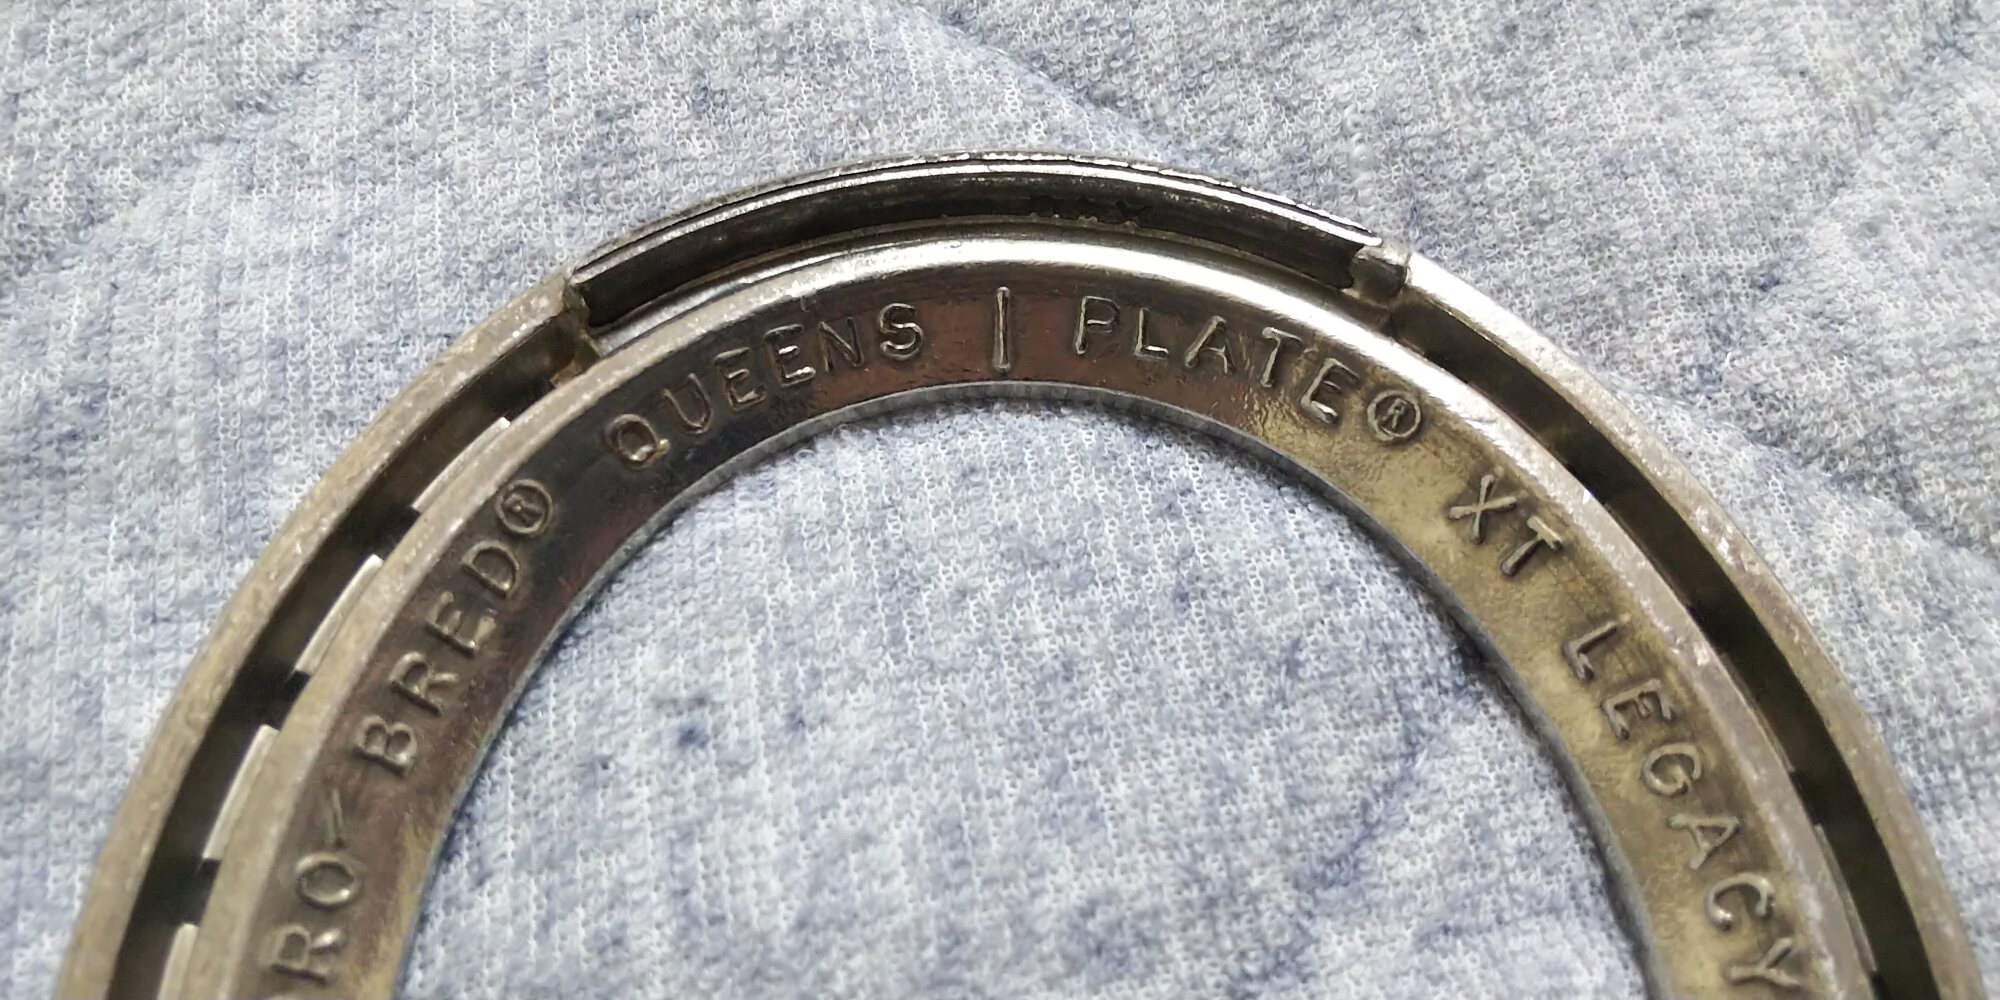 RO-BRED® QUEENS | PLATE® XT LEGACY